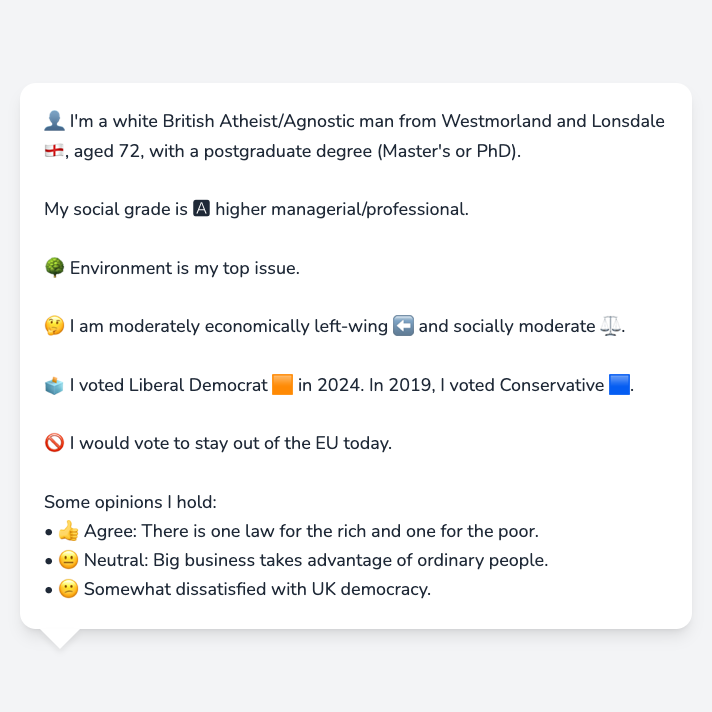 👤 I'm a white British Atheist/Agnostic man from Westmorland and Lonsdale
🏴󠁧󠁢󠁥󠁮󠁧󠁿, aged 72, with a postgraduate degree (Master's or PhD).
My social grade is 🅰 higher managerial/professional.
🌳 Environment is my top issue.
🤔 I am moderately economically left-wing ⬅️ and socially moderate ⚖️.
🗳️ I voted Liberal Democrat 🟧 in 2024. In 2019, I voted Conservative 🟦.
🚫 I would vote to stay out of the EU today.
Some opinions I hold:
• 👍 Agree: There is one law for the rich and one for the poor.
• 😐 Neutral: Big business takes advantage of ordinary people.
• 😕 Somewhat dissatisfied with UK democracy.